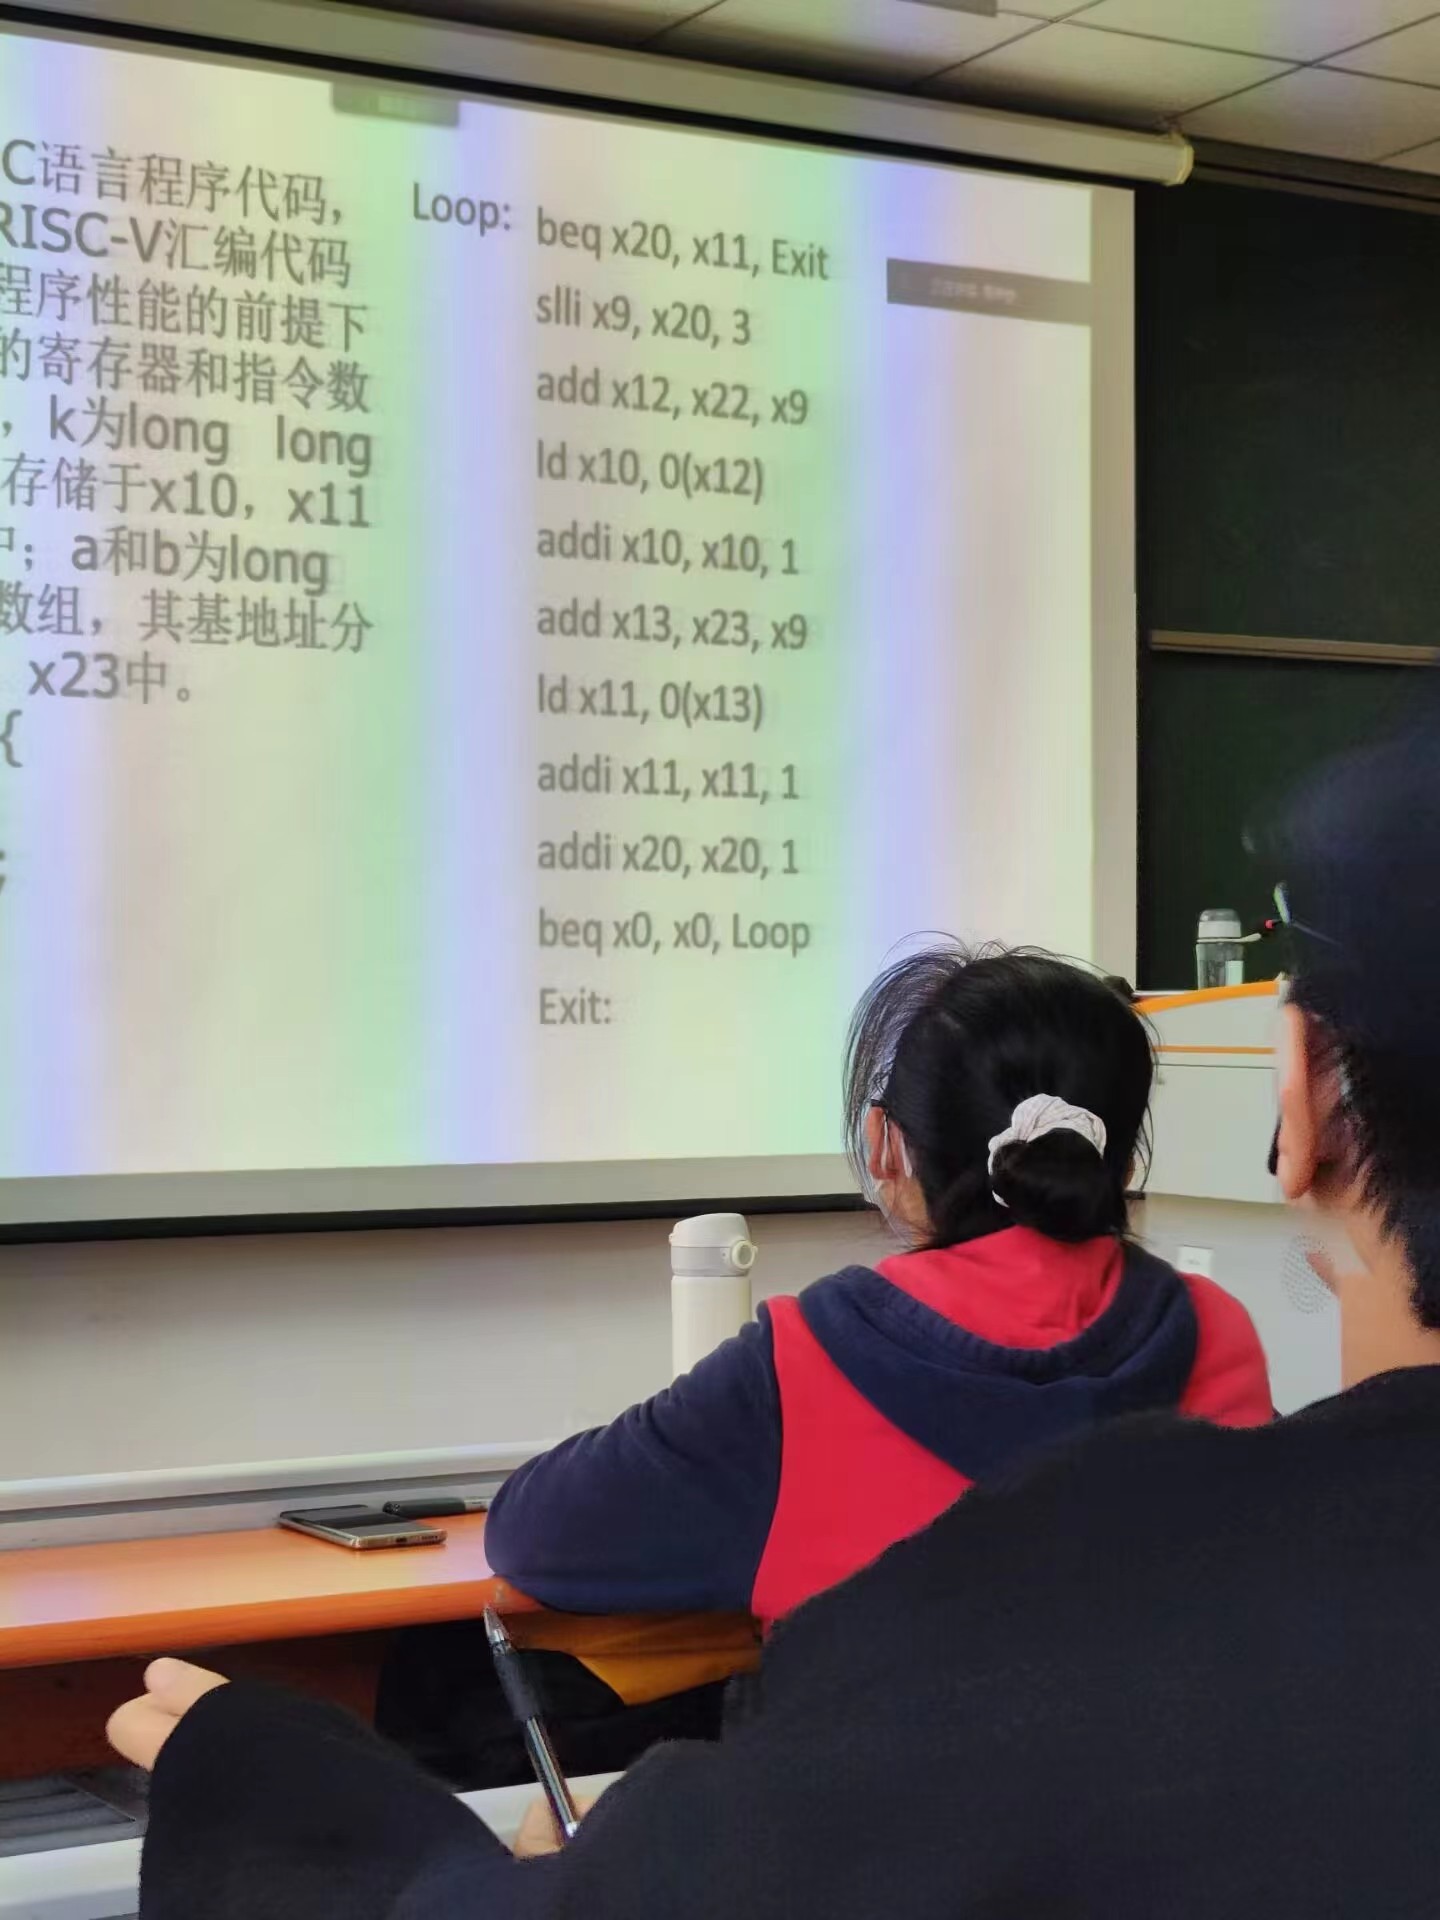 C语言程序代码，
RISC-V汇编代码
程序性能的前提下
的寄存器和指令数
，k为long long
存储于x10，x11
中；a和b为long
数组，其基地址分
x23中。
{
;
Loop: beq x20, x11, Exit
slli x9, x20, 3
add x12, x22, x9
ld x10, 0(x12)
addi x10, x10, 1
add x13, x23, x9
ld x11, 0(x13)
addi x11, x11, 1
addi x20, x20, 1
beq x0, x0, Loop
Exit: